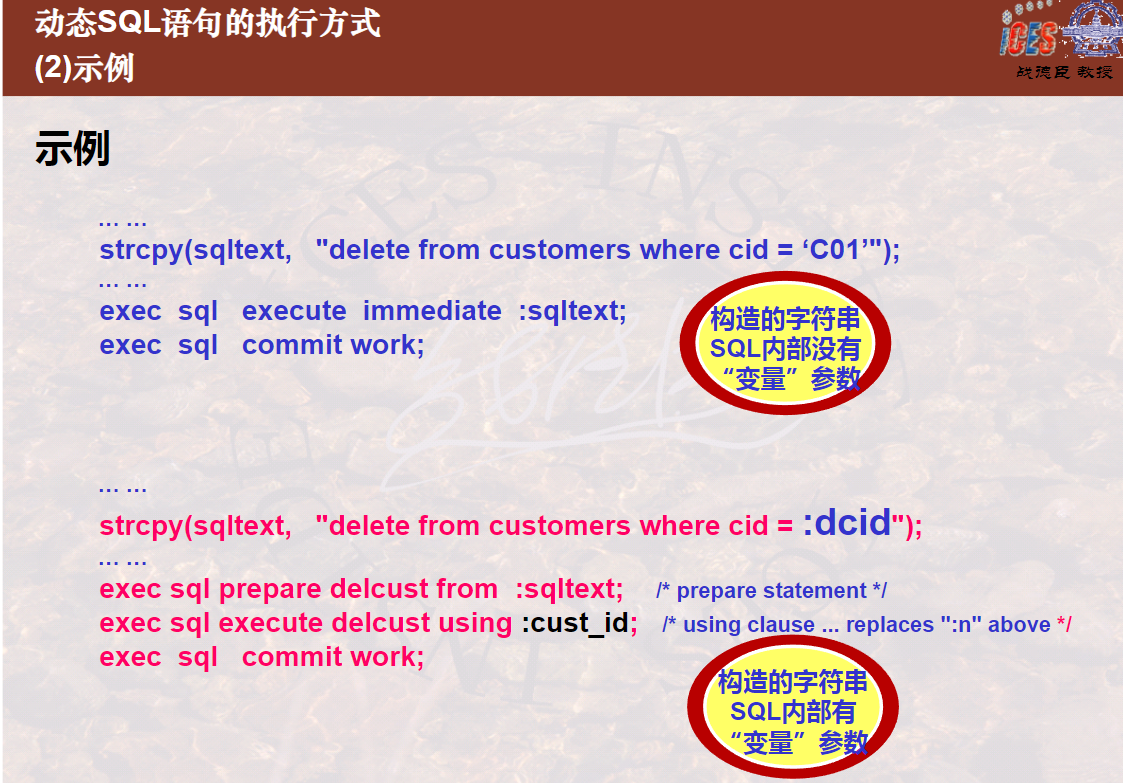 动态SQL语句的执行方式
(2)示例
iCES
战德臣 教授
示例
... ...
strcpy(sqltext, "delete from customers where cid = ‘C01’");
... ...
exec sql execute immediate :sqltext;
exec sql commit work;
构造的字符串
SQL内部没有
“变量”参数
... ...
strcpy(sqltext, "delete from customers where cid = :dcid");
... ...
exec sql prepare delcust from :sqltext; /* prepare statement */
exec sql execute delcust using :cust_id; /* using clause ... replaces ":n" above */
exec sql commit work;
构造的字符串
SQL内部有
“变量”参数